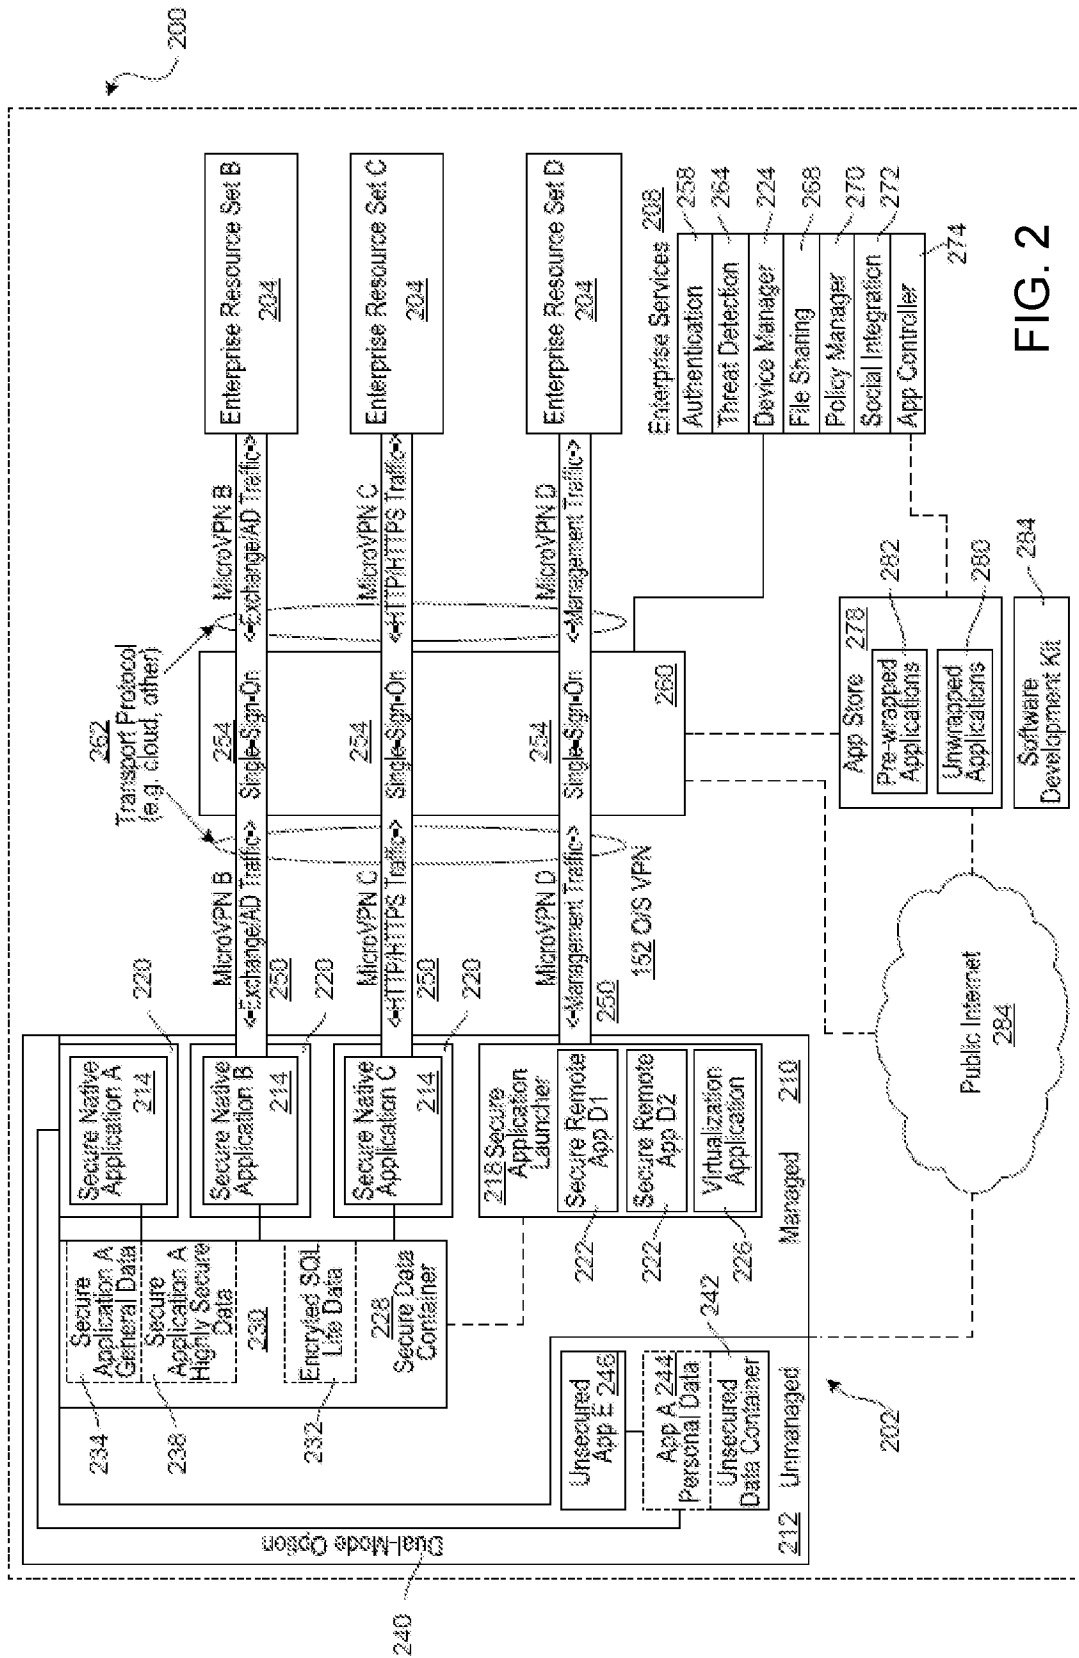 200
262
Transport Protocol
(e.g. cloud, other)
220
Secure Native
Application A
214
Secure
Application A
General Data
234
Secure
Application A
Highly Secure
Data
236
230
Encrypted SQL
Lite Data
232
228
Secure Data
Container
Secure Native
Application B
214
220
MicroVPN B
<-Exchange/AD Traffic->
250
254
Single-Sign-On
MicroVPN B
<-Exchange/AD Traffic->
Enterprise Resource Set B
204
Secure Native
Application C
214
220
MicroVPN C
<-HTTP/HTTPS Traffic->
250
254
Single-Sign-On
MicroVPN C
<-HTTP/HTTPS Traffic->
Enterprise Resource Set C
204
218 Secure
Application
Launcher
Secure Remote
App D1
222
Secure Remote
App D2
222
Virtualization
Application
226
MicroVPN D
<-Management Traffic->
250
152 O/S VPN
254
Single-Sign-On
MicroVPN D
<-Management Traffic->
Enterprise Resource Set D
204
260
Dual-Mode Option
240
Unsecured
App E 246
App A 244
Personal Data
Unsecured
Data Container
242
212 Unmanaged
Managed 210
202
Enterprise Services 208
Authentication
258
Threat Detection
264
Device Manager
224
File Sharing
268
Policy Manager
270
Social Integration
272
App Controller
274
App Store 278
Pre-wrapped
Applications
282
Unwrapped
Applications
280
Software
Development Kit
284
Public Internet
284
FIG. 2